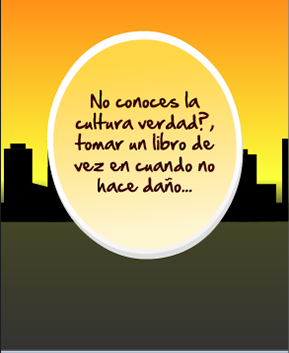 No conoces la
cultura verdad?,
tomar un libro de
vez en cuando no
hace daño...